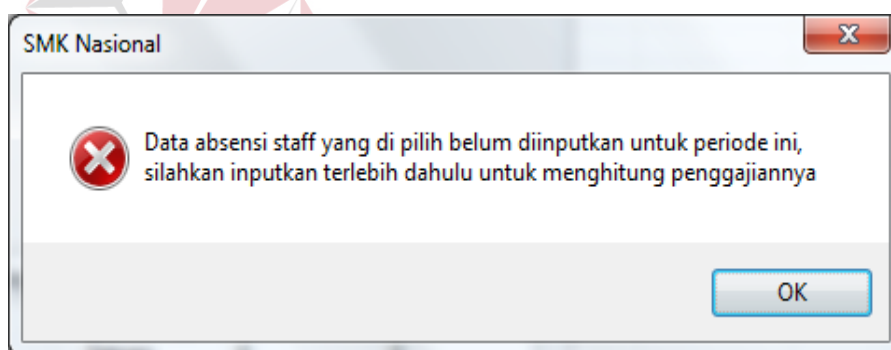 SMK Nasional
Data absensi staff yang di pilih belum diinputkan untuk periode ini,
silahkan inputkan terlebih dahulu untuk menghitung penggajiannya
OK